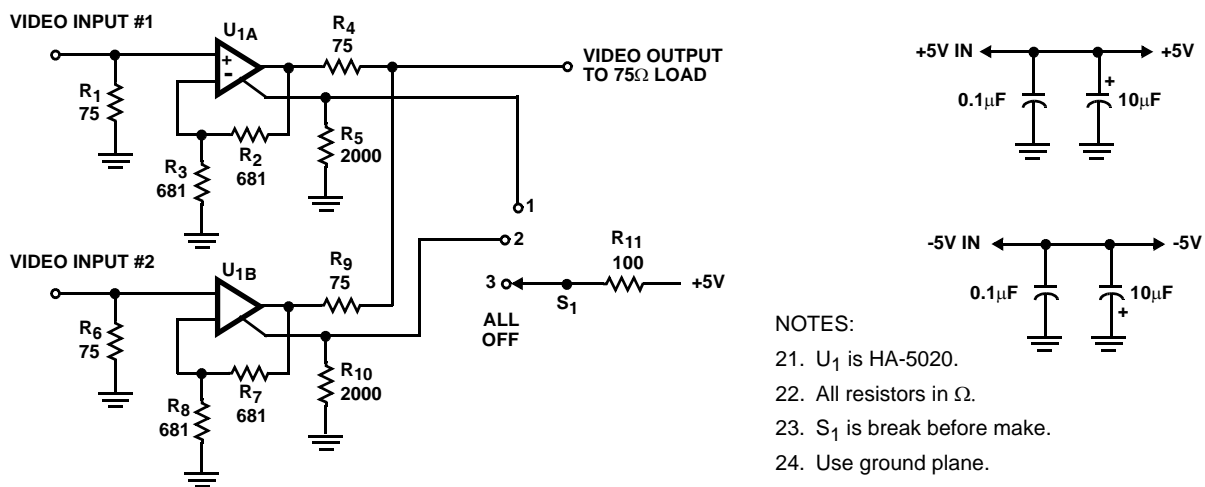 VIDEO INPUT #1
U1A
+
-
R1
75
R2
681
R3
681
R4
75
R5
2000
VIDEO OUTPUT
TO 75Ω LOAD
1
2
3
ALL
OFF
S1
R11
100
+5V
VIDEO INPUT #2
U1B
R6
75
R7
681
R8
681
R9
75
R10
2000
+5V IN
+5V
0.1μF
+
10μF
-5V IN
-5V
0.1μF
10μF
+
NOTES:
21. U1 is HA-5020.
22. All resistors in Ω.
23. S1 is break before make.
24. Use ground plane.